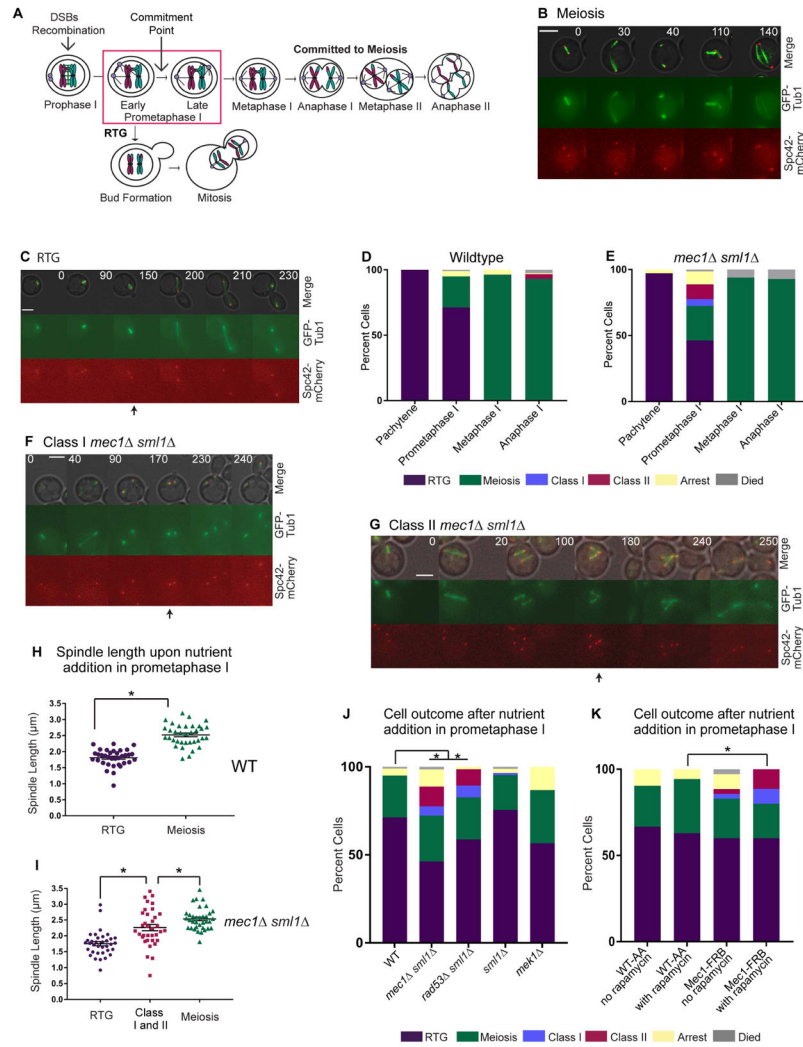 A
DSBs
Recombination
Commitment
Point
Committed to Meiosis
Prophase I
Early
Late
Prometaphase I
Metaphase I
Anaphase I
Metaphase II
Anaphase II
RTG
Bud Formation
Mitosis
B Meiosis
0 30 40 110 140
Merge
GFP-
Tub1
Spc42-
mCherry
C RTG
0 90 150 200 210 230
Merge
GFP-
Tub1
Spc42-
mCherry
D Wildtype
Percent Cells
100
50
0
Pachytene
Prometaphase I
Metaphase I
Anaphase I
E mec1Δ sml1Δ
Percent Cells
100
50
0
Pachytene
Prometaphase I
Metaphase I
Anaphase I
RTG Meiosis Class I Class II Arrest Died
F Class I mec1Δ sml1Δ
0 40 90 170 230 240
Merge
GFP-
Tub1
Spc42-
mCherry
G Class II mec1Δ sml1Δ
0 20 100 180 240 250
Merge
GFP-
Tub1
Spc42-
mCherry
H Spindle length upon nutrient
addition in prometaphase I
Spindle Length (μm)
3.5
3.0
2.5
2.0
1.5
1.0
0.5
0.0
*
RTG Meiosis
WT
I
Spindle Length (μm)
3.5
3.0
2.5
2.0
1.5
1.0
0.5
0.0
* *
RTG Class Meiosis
I and II
mec1Δ sml1Δ
J Cell outcome after nutrient
addition in prometaphase I
Percent Cells
100
50
0
* *
WT
mec1Δ sml1Δ
rad53Δ sml1Δ
sml1Δ
mek1Δ
K Cell outcome after nutrient
addition in prometaphase I
Percent Cells
100
50
0
*
WT-AA
no rapamycin
WT-AA
with rapamycin
Mec1-FRB
no rapamycin
Mec1-FRB
with rapamycin
RTG Meiosis Class I Class II Arrest Died